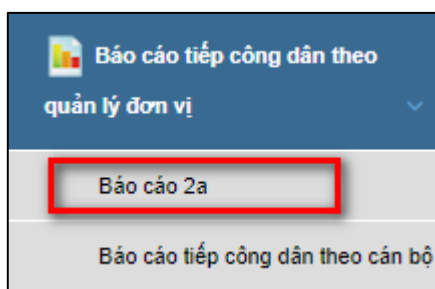 Báo cáo tiếp công dân theo
quản lý đơn vị
Báo cáo 2a
Báo cáo tiếp công dân theo cán bộ